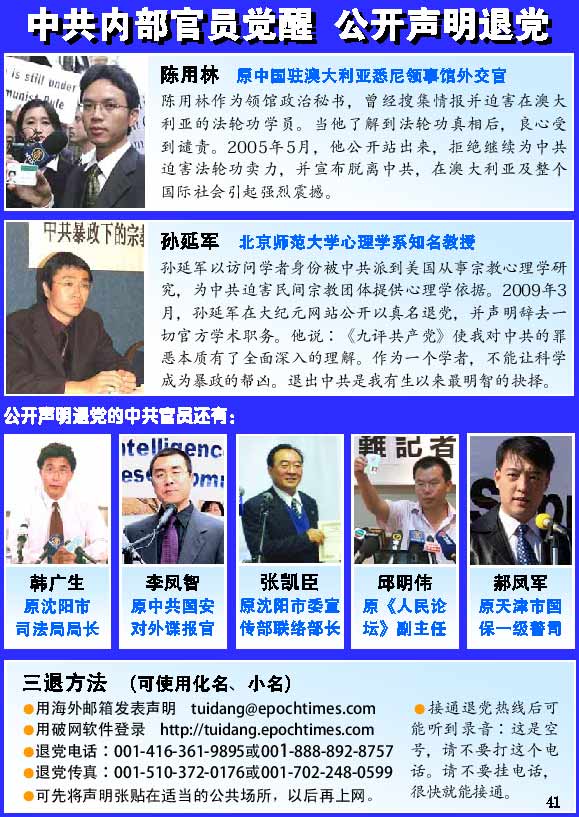 中共内部官员觉醒 公开声明退党
is still under
munist Rule
陈用林 原中国驻澳大利亚悉尼领事馆外交官
陈用林作为领馆政治秘书，曾经搜集情报并迫害在澳大
利亚的法轮功学员。当他了解到法轮功真相后，良心受
到谴责。2005年5月，他公开站出来，拒绝继续为中共
迫害法轮功卖力，并宣布脱离中共，在澳大利亚及整个
国际社会引起强烈震撼。
中共暴政下的宗教
孙延军 北京师范大学心理学系知名教授
孙延军以访问学者身份被中共派到美国从事宗教心理学研
究，为中共迫害民间宗教团体提供心理学依据。2009年3
月，孙延军在大纪元网站公开以真名退党，并声明辞去一
切官方学术职务。他说：《九评共产党》使我对中共的罪
恶本质有了全面深入的理解。作为一个学者，不能让科学
成为暴政的帮凶。退出中共是我有生以来最明智的抉择。
公开声明退党的中共官员还有：
ntelligence
ese Comm
難記者
韩广生
原沈阳市
司法局局长
李凤智
原中共国安
对外谍报官
张凯臣
原沈阳市委宣
传部联络部长
邱明伟
原《人民论
坛》副主任
郝凤军
原天津市国
保一级警司
三退方法 （可使用化名、小名）
●用海外邮箱发表声明 tuidang@epochtimes.com
●用破网软件登录 http://tuidang.epochtimes.com
●退党电话：001-416-361-9895或001-888-892-8757
●退党传真：001-510-372-0176或001-702-248-0599
●可先将声明张贴在适当的公共场所，以后再上网。
●接通退党热线后可
能听到录音：这是空
号，请不要打这个电
话。请不要挂电话，
很快就能接通。
41